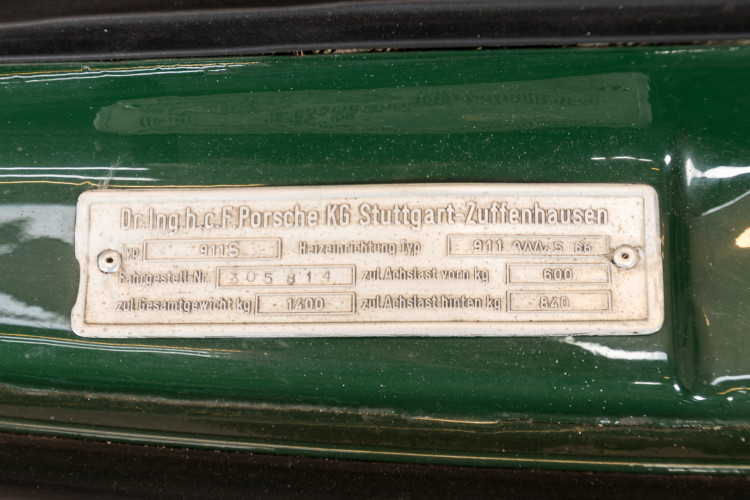 Dr.Ing.h.c.F.Porsche KG Stuttgart-Zuffenhausen
Typ 911S Heizeinrichtung Typ 911 S 66
Fahrgestell Nr. 305814 zul.Achslast vorn kg 600
zul.Gesamtgewicht kg 1400 zul.Achslast hinten kg 840